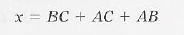 x = BC + AC + AB